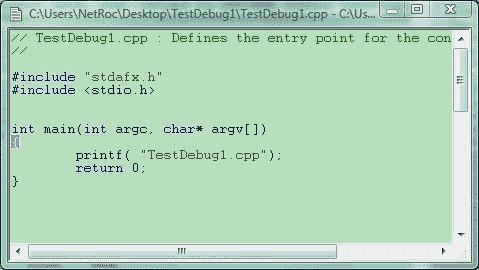 C:\Users\NetRoc\Desktop\TestDebug1\TestDebug1.cpp - C:\Us...
// TestDebug1.cpp : Defines the entry point for the con
//
#include "stdafx.h"
#include <stdio.h>
int main(int argc, char* argv[])
{
printf( "TestDebug1.cpp");
return 0;
}